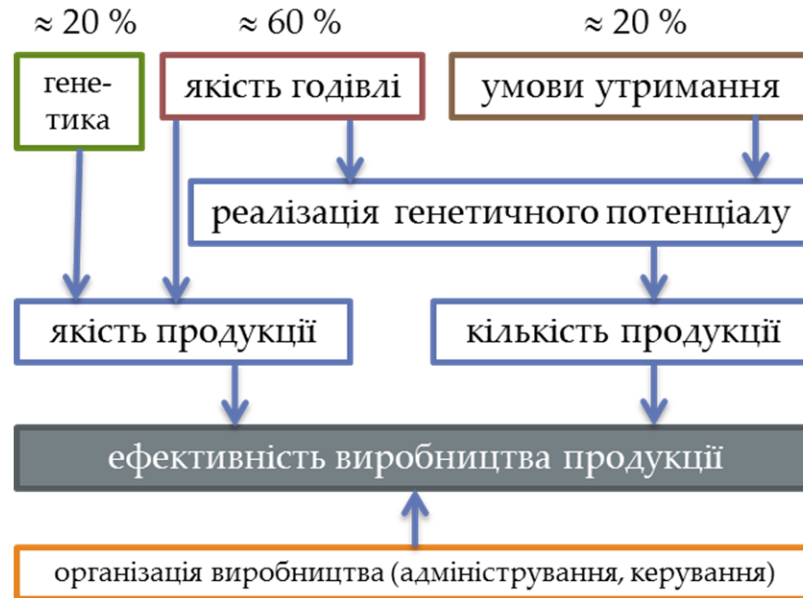 ≈ 20 % ≈ 60 % ≈ 20 %
гене-
тика
якість годівлі
умови утримання
реалізація генетичного потенціалу
якість продукції
кількість продукції
ефективність виробництва продукції
організація виробництва (адміністрування, керування)